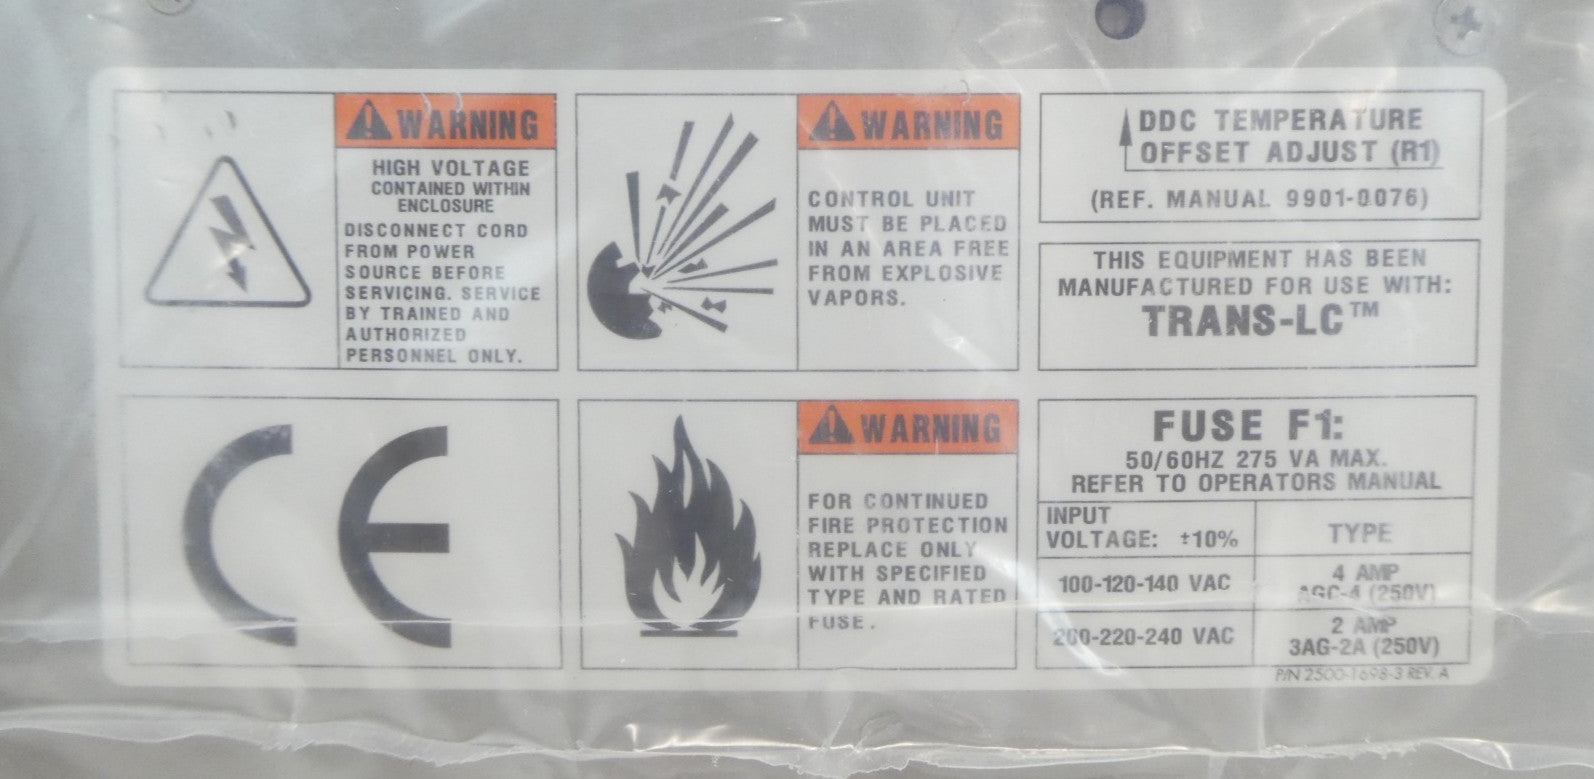 WARNING
HIGH VOLTAGE
CONTAINED WITHIN
ENCLOSURE
DISCONNECT CORD
FROM POWER
SOURCE BEFORE
SERVICING. SERVICE
BY TRAINED AND
AUTHORIZED
PERSONNEL ONLY.
WARNING
CONTROL UNIT
MUST BE PLACED
IN AN AREA FREE
FROM EXPLOSIVE
VAPORS.
DDC TEMPERATURE
OFFSET ADJUST (R1)
(REF. MANUAL 9901-0076)
THIS EQUIPMENT HAS BEEN
MANUFACTURED FOR USE WITH:
TRANS-LC™
CE
WARNING
FOR CONTINUED
FIRE PROTECTION
REPLACE ONLY
WITH SPECIFIED
TYPE AND RATED
FUSE.
FUSE F1:
50/60HZ 275 VA MAX.
REFER TO OPERATORS MANUAL
INPUT
VOLTAGE: ±10%
TYPE
100-120-140 VAC
4 AMP
AGC-4 (250V)
200-220-240 VAC
2 AMP
3AG-2A (250V)
P/N 2500-1698-3 REV. A